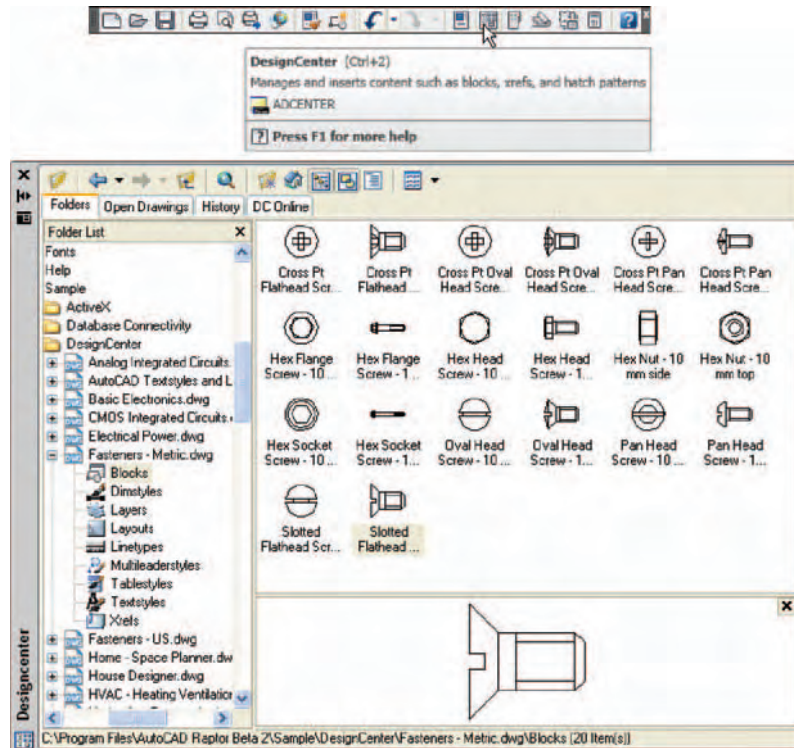 DesignCenter (Ctrl+2)
Manages and inserts content such as blocks, xrefs, and hatch patterns
ADCENTER
Press F1 for more help
Folders Open Drawings History DC Online
Folder List
Fonts
Help
Sample
ActiveX
Database Connectivity
DesignCenter
Analog Integrated Circuits.
AutoCAD Textstyles and L
Basic Electronics.dwg
CMOS Integrated Circuits.
Electrical Power.dwg
Fasteners - Metric.dwg
Blocks
Dimstyles
Layers
Layouts
Linetypes
Multileaderstyles
Tablestyles
Textstyles
Xrefs
Fasteners - US.dwg
Home - Space Planner.dw
House Designer.dwg
HVAC - Heating Ventilation
Cross Pt Flathead Scr...
Cross Pt Flathead ...
Cross Pt Oval Head Scre...
Cross Pt Oval Head Scre...
Cross Pt Pan Head Scre...
Cross Pt Pan Head Scre...
Hex Flange Screw - 10 ...
Hex Flange Screw - 1...
Hex Head Screw - 10 ...
Hex Head Screw - 1...
Hex Nut - 10 mm side
Hex Nut - 10 mm top
Hex Socket Screw - 10 ...
Hex Socket Screw - 1...
Oval Head Screw - 10 ...
Oval Head Screw - 1...
Pan Head Screw - 10 ...
Pan Head Screw - 1...
Slotted Flathead Scr...
Slotted Flathead ...
Designcenter
C:\Program Files\AutoCAD Raptor Beta 2\Sample\DesignCenter\Fasteners - Metric.dwg\Blocks (20 Item(s))